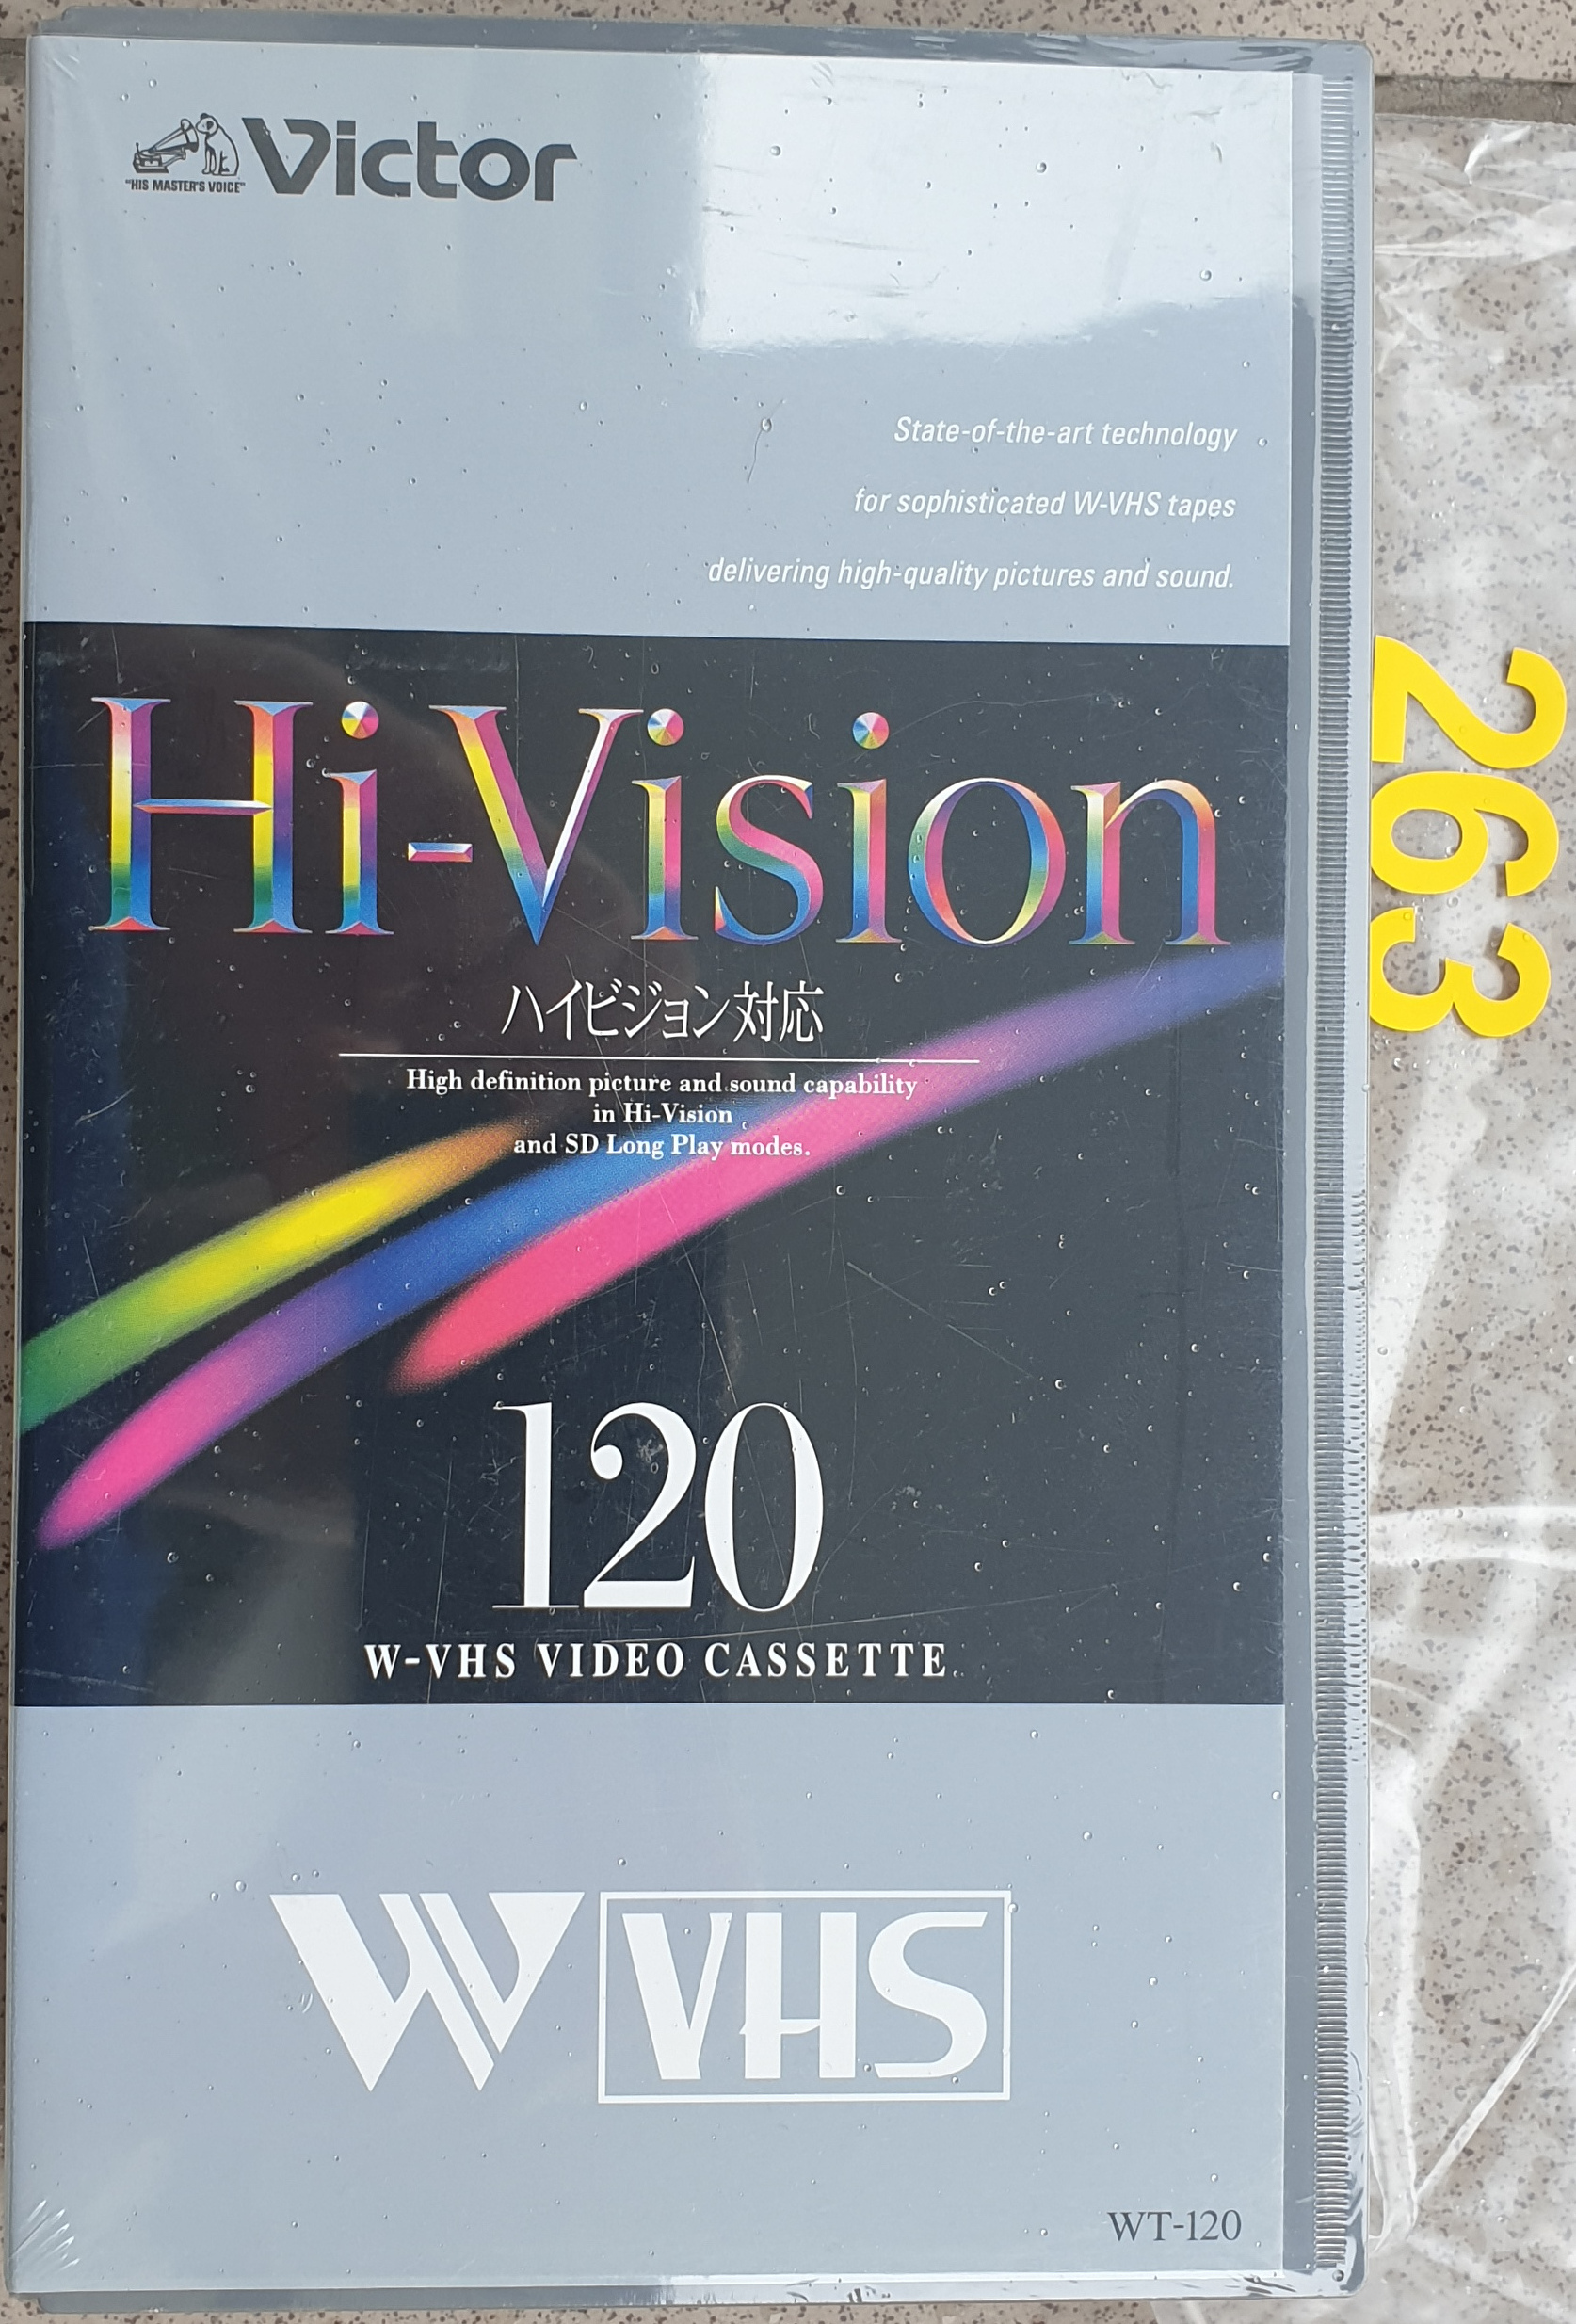 "HIS MASTER'S VOICE"
Victor
State-of-the-art technology
for sophisticated W-VHS tapes
delivering high-quality pictures and sound.
Hi-Vision
ハイビジョン対応
High definition picture and sound capability
in Hi-Vision
and SD Long Play modes.
120
W-VHS VIDEO CASSETTE
W VHS
WT-120
263